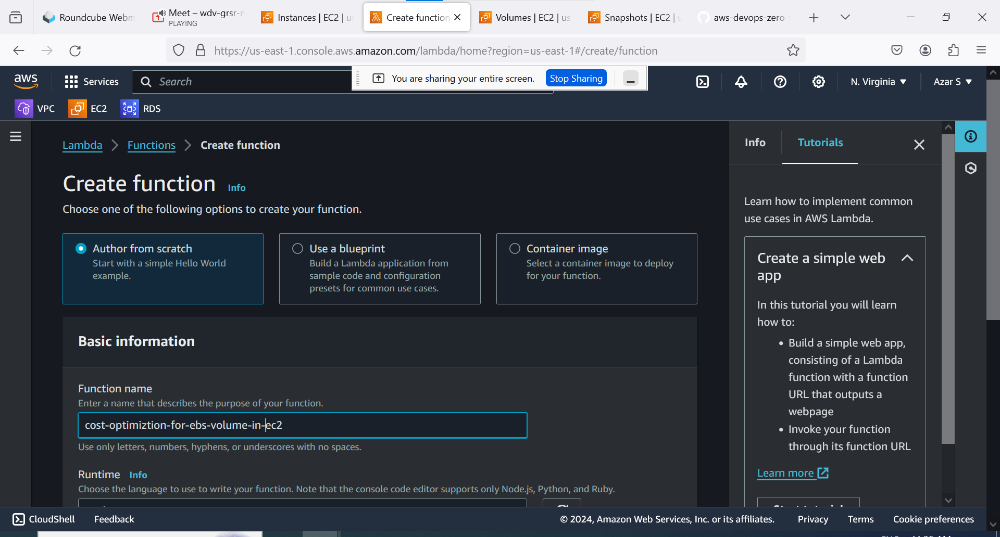 Roundcube Webm
Meet – wdv-grsr-
PLAYING
Instances | EC2 | us
Create function
Volumes | EC2 | us
Snapshots | EC2 |
aws-devops-zero-
https://us-east-1.console.aws.amazon.com/lambda/home?region=us-east-1#/create/function
aws
Services
Search
You are sharing your entire screen.
Stop Sharing
N. Virginia
Azar S
VPC
EC2
RDS
Lambda
Functions
Create function
Create function
Info
Choose one of the following options to create your function.
Author from scratch
Start with a simple Hello World
example.
Use a blueprint
Build a Lambda application from
sample code and configuration
presets for common use cases.
Container image
Select a container image to deploy
for your function.
Basic information
Function name
Enter a name that describes the purpose of your function.
cost-optimiztion-for-ebs-volume-in-ec2
Use only letters, numbers, hyphens, or underscores with no spaces.
Runtime
Info
Choose the language to use to write your function. Note that the console code editor supports only Node.js, Python, and Ruby.
Info
Tutorials
Learn how to implement common
use cases in AWS Lambda.
Create a simple web
app
In this tutorial you will learn
how to:
• Build a simple web app,
consisting of a Lambda
function with a function
URL that outputs a
webpage
• Invoke your function
through its function URL
Learn more
CloudShell
Feedback
© 2024, Amazon Web Services, Inc. or its affiliates.
Privacy
Terms
Cookie preferences